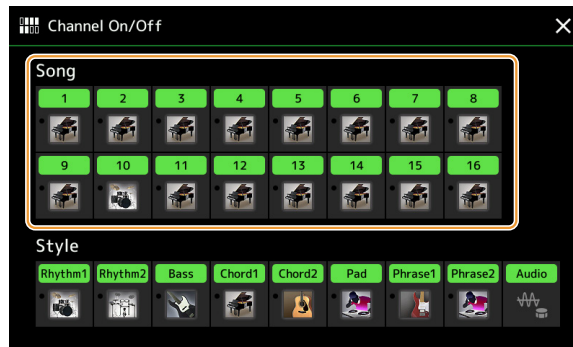 Channel On/Off
Song
1 2 3 4 5 6 7 8
9 10 11 12 13 14 15 16
Style
Rhythm1 Rhythm2 Bass Chord1 Chord2 Pad Phrase1 Phrase2 Audio